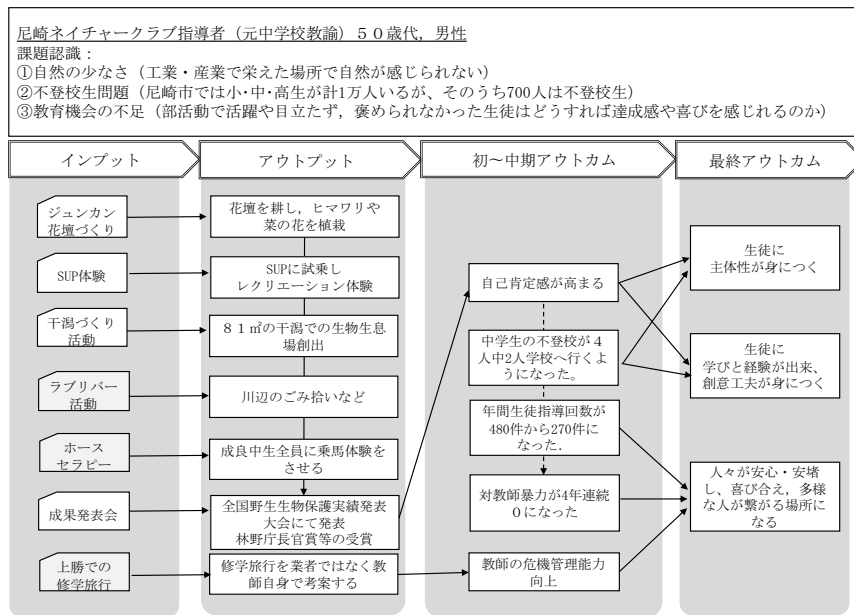 尼崎ネイチャークラブ指導者（元中学校教諭）５０歳代，男性
課題認識：
①自然の少なさ（工業・産業で栄えた場所で自然が感じられない）
②不登校生問題（尼崎市では小・中・高生が計1万人いるが、そのうち700人は不登校生）
③教育機会の不足（部活動で活躍や目立たず，褒められなかった生徒はどうすれば達成感や喜びを感じれるのか）
インプット
アウトプット
初～中期アウトカム
最終アウトカム
ジュンカン
花壇づくり
SUP体験
干潟づくり
活動
ラブリバー
活動
ホース
セラピー
成果発表会
上勝での
修学旅行
花壇を耕し，ヒマワリや
菜の花を植栽
SUPに試乗し
レクリエーション体験
８１㎡の干潟での生物生息
場創出
川辺のごみ拾いなど
成良中生全員に乗馬体験を
させる
全国野生生物保護実績発表
大会にて発表
林野庁長官賞等の受賞
修学旅行を業者ではなく教
師自身で考案する
自己肯定感が高まる
中学生の不登校が４
人中2人学校へ行くよ
うになった。
年間生徒指導回数が
480件から270件に
なった．
対教師暴力が4年連続
０になった
教師の危機管理能力
向上
生徒に
主体性が身につく
生徒に
学びと経験が出来、
創意工夫が身につく
人々が安心・安堵
し、喜び合え，多様
な人が繋がる場所に
なる